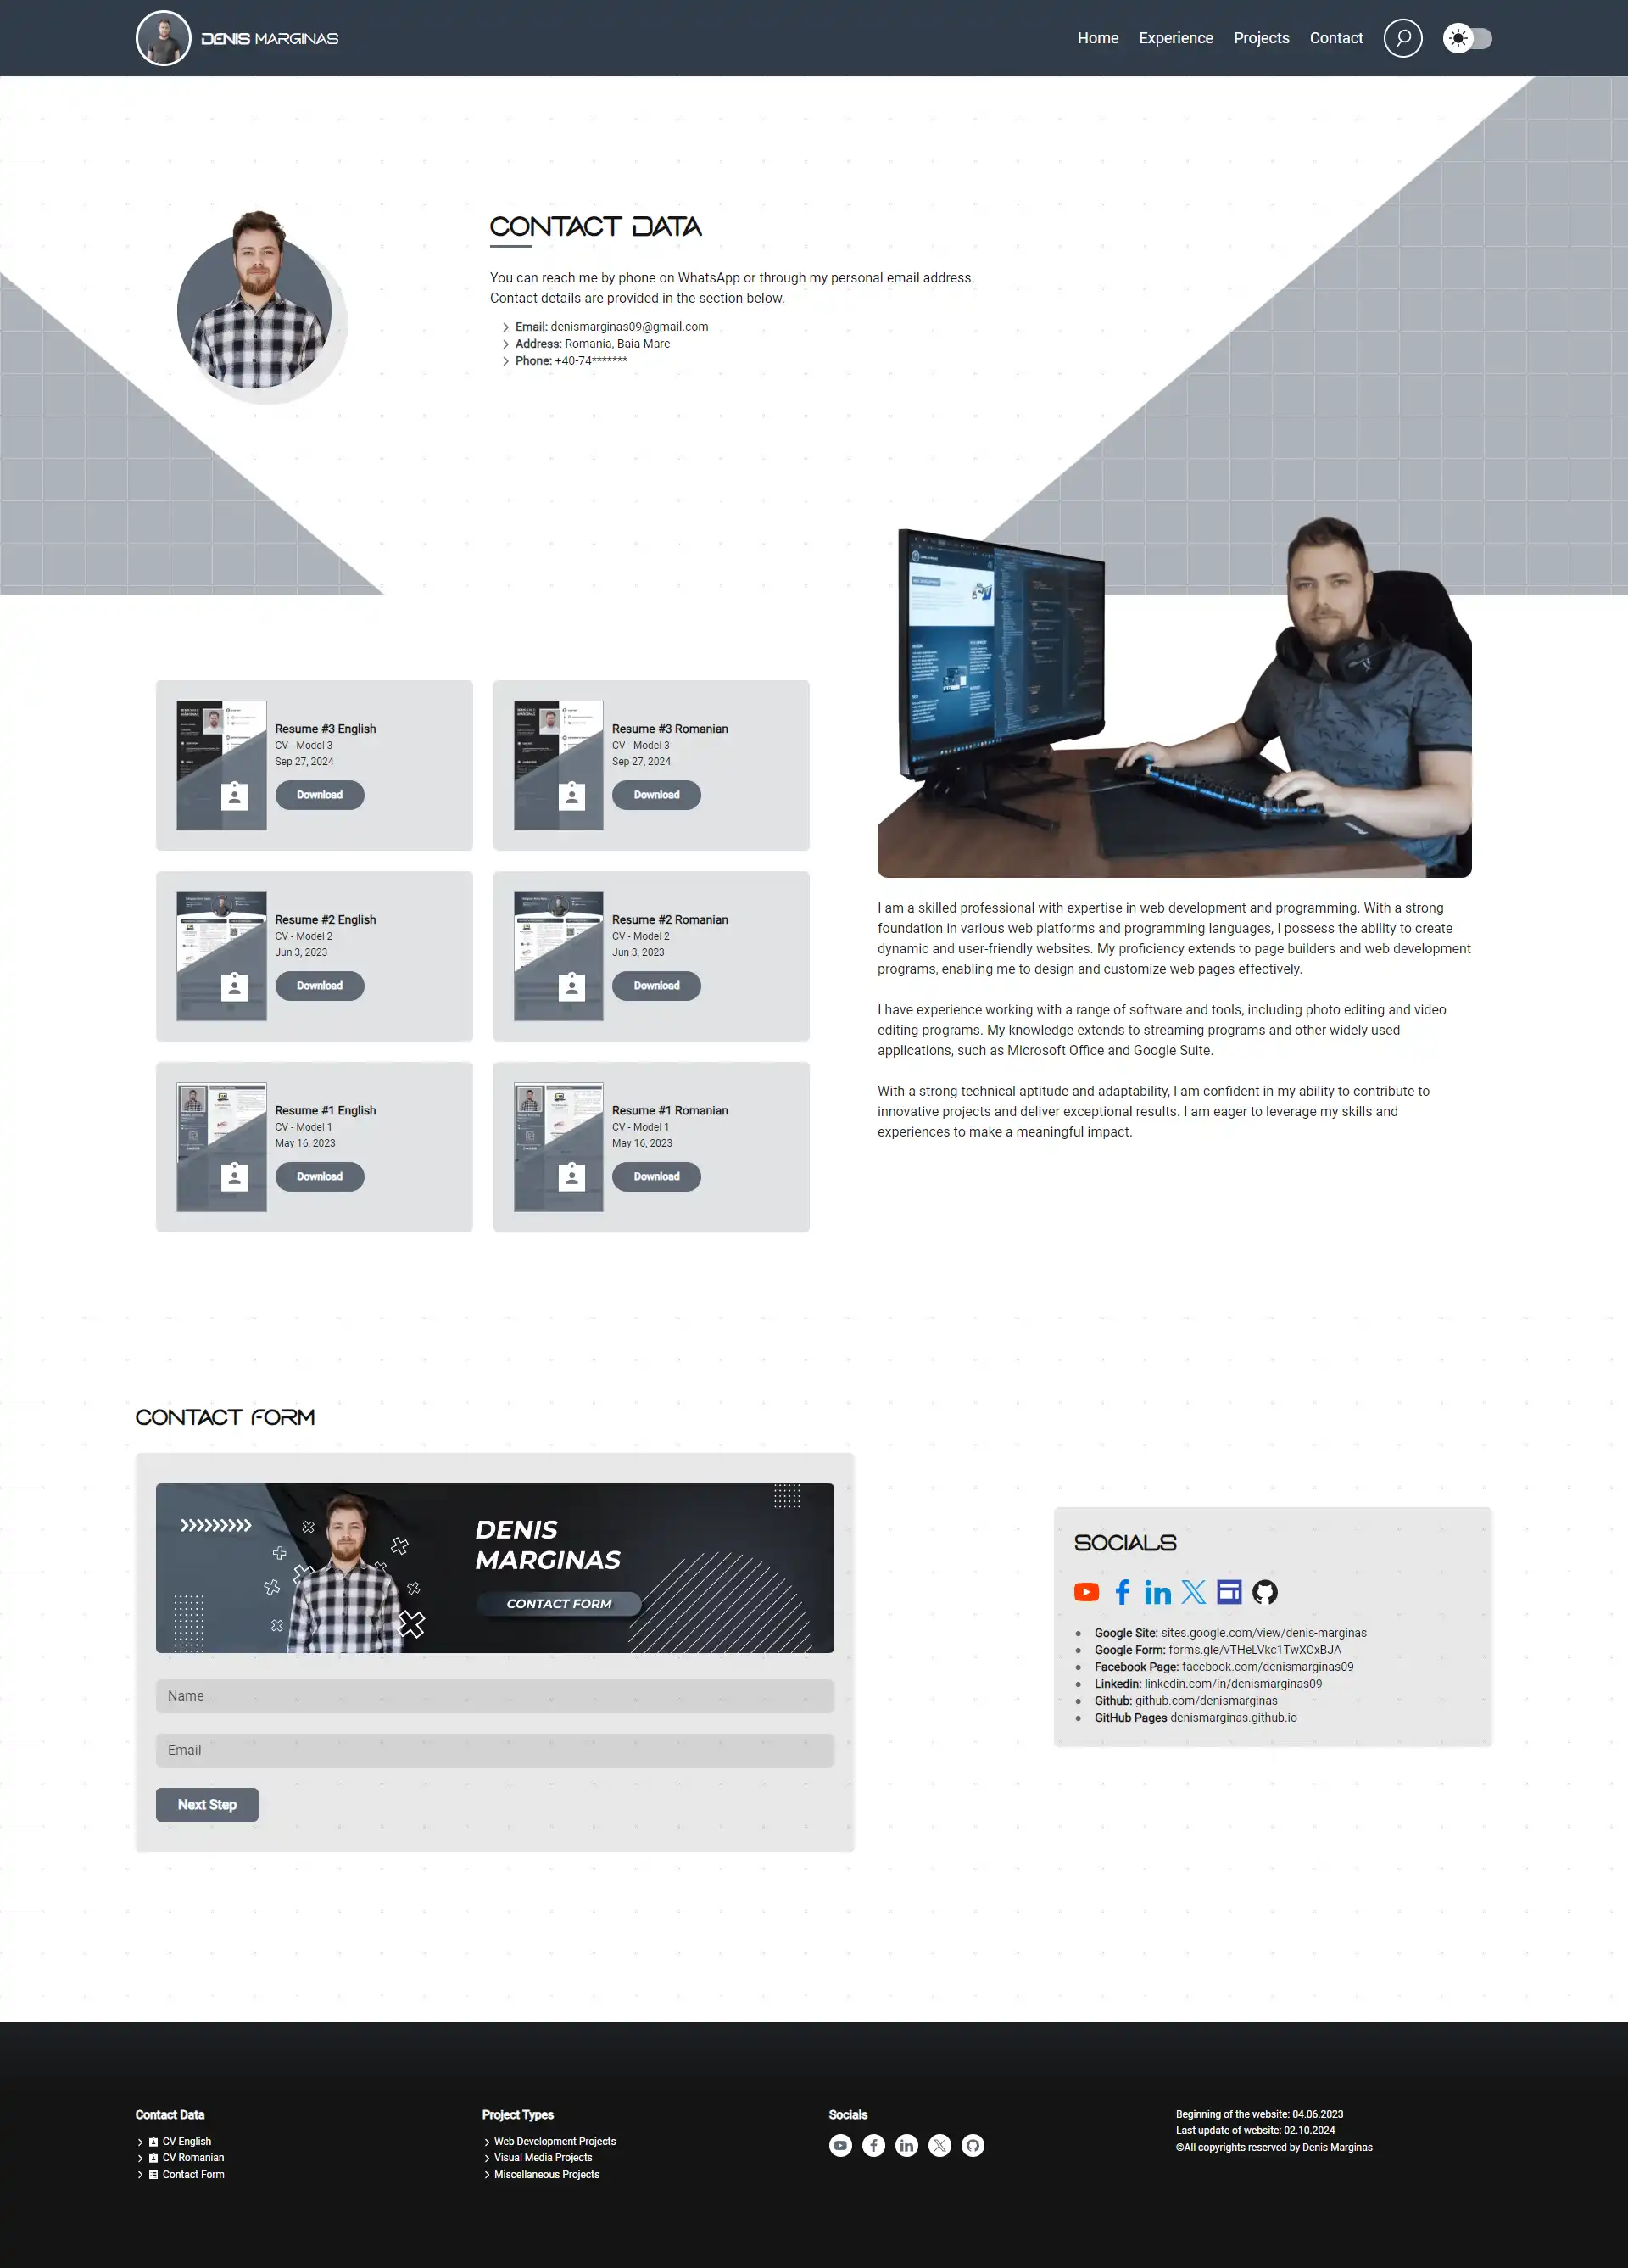 DENIS MARGINAS
Home Experience Projects Contact
CONTACT DATA
You can reach me by phone on WhatsApp or through my personal email address.
Contact details are provided in the section below.
Email: denismarginas09@gmail.com
Address: Romania, Baia Mare
Phone: +40-74*******
Resume #3 English
CV - Model 3
Sep 27, 2024
Download
Resume #3 Romanian
CV - Model 3
Sep 27, 2024
Download
Resume #2 English
CV - Model 2
Jun 3, 2023
Download
Resume #2 Romanian
CV - Model 2
Jun 3, 2023
Download
Resume #1 English
CV - Model 1
May 16, 2023
Download
Resume #1 Romanian
CV - Model 1
May 16, 2023
Download
I am a skilled professional with expertise in web development and programming. With a strong
foundation in various web platforms and programming languages, I possess the ability to create
dynamic and user-friendly websites. My proficiency extends to page builders and web development
programs, enabling me to design and customize web pages effectively.
I have experience working with a range of software and tools, including photo editing and video
editing programs. My knowledge extends to streaming programs and other widely used
applications, such as Microsoft Office and Google Suite.
With a strong technical aptitude and adaptability, I am confident in my ability to contribute to
innovative projects and deliver exceptional results. I am eager to leverage my skills and
experiences to make a meaningful impact.
CONTACT FORM
DENIS
MARGINAS
CONTACT FORM
Name
Email
Next Step
SOCIALS
Google Site: sites.google.com/view/denis-marginas
Google Form: forms.gle/vTHeLVkc1TwXCxBJA
Facebook Page: facebook.com/denismarginas09
Linkedin: linkedin.com/in/denismarginas09
Github: github.com/denismarginas
GitHub Pages denismarginas.github.io
Contact Data
CV English
CV Romanian
Contact Form
Project Types
Web Development Projects
Visual Media Projects
Miscellaneous Projects
Socials
Beginning of the website: 04.06.2023
Last update of website: 02.10.2024
©All copyrights reserved by Denis Marginas